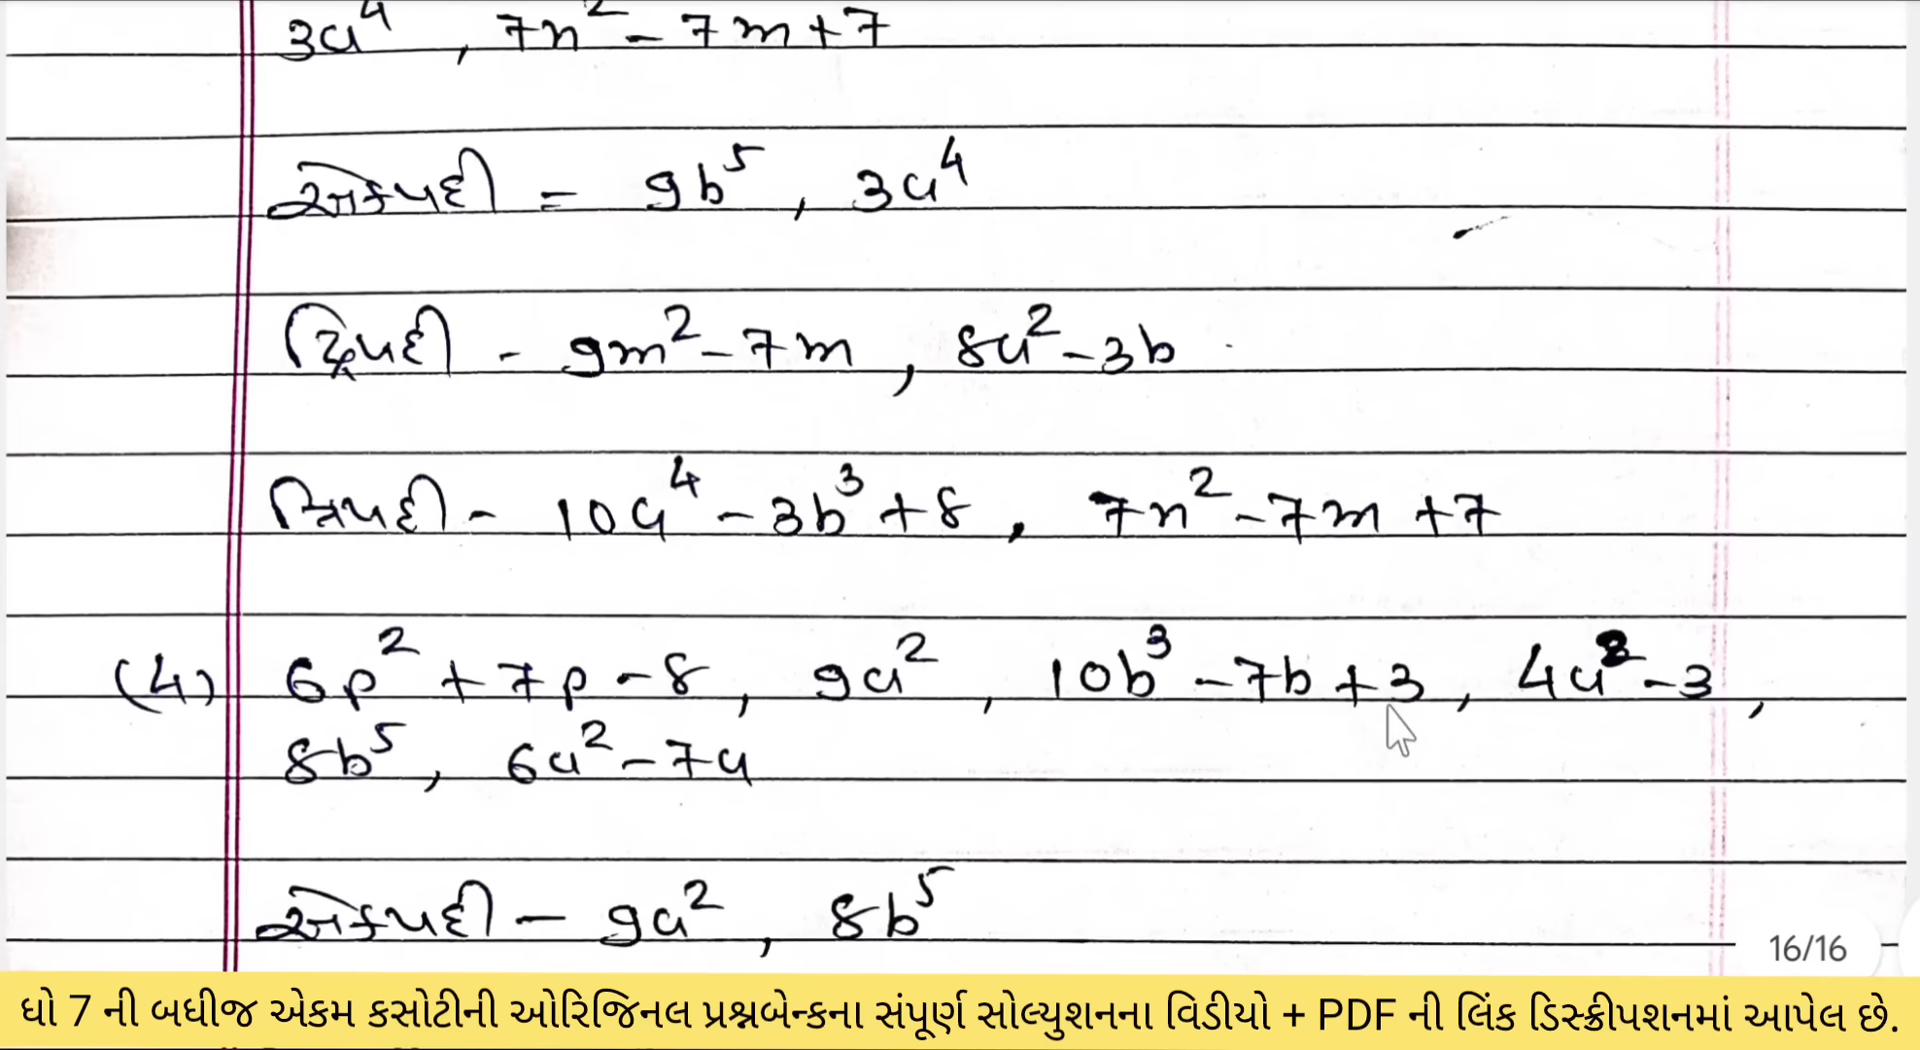 3a⁴ , 7n² - 7m + 7
એકપદી = 9b⁵ , 3a⁴
દ્વિપદી - 9m² - 7m , 8a² - 3b
ત્રિપદી - 10a⁴ - 3b³ + 8 , 7n² - 7m + 7
(4) 6p² + 7p - 8 , 9a² , 10b³ - 7b + 3 , 4a² - 3 ,
8b⁵ , 6a² - 7a
એકપદી - 9a² , 8b⁵
16/16
ધો 7 ની બધીજ એકમ કસોટીની ઓરિજિનલ પ્રશ્નબેન્કના સંપૂર્ણ સોલ્યુશનના વિડીયો + PDF ની લિંક ડિસ્ક્રીપશનમાં આપેલ છે.